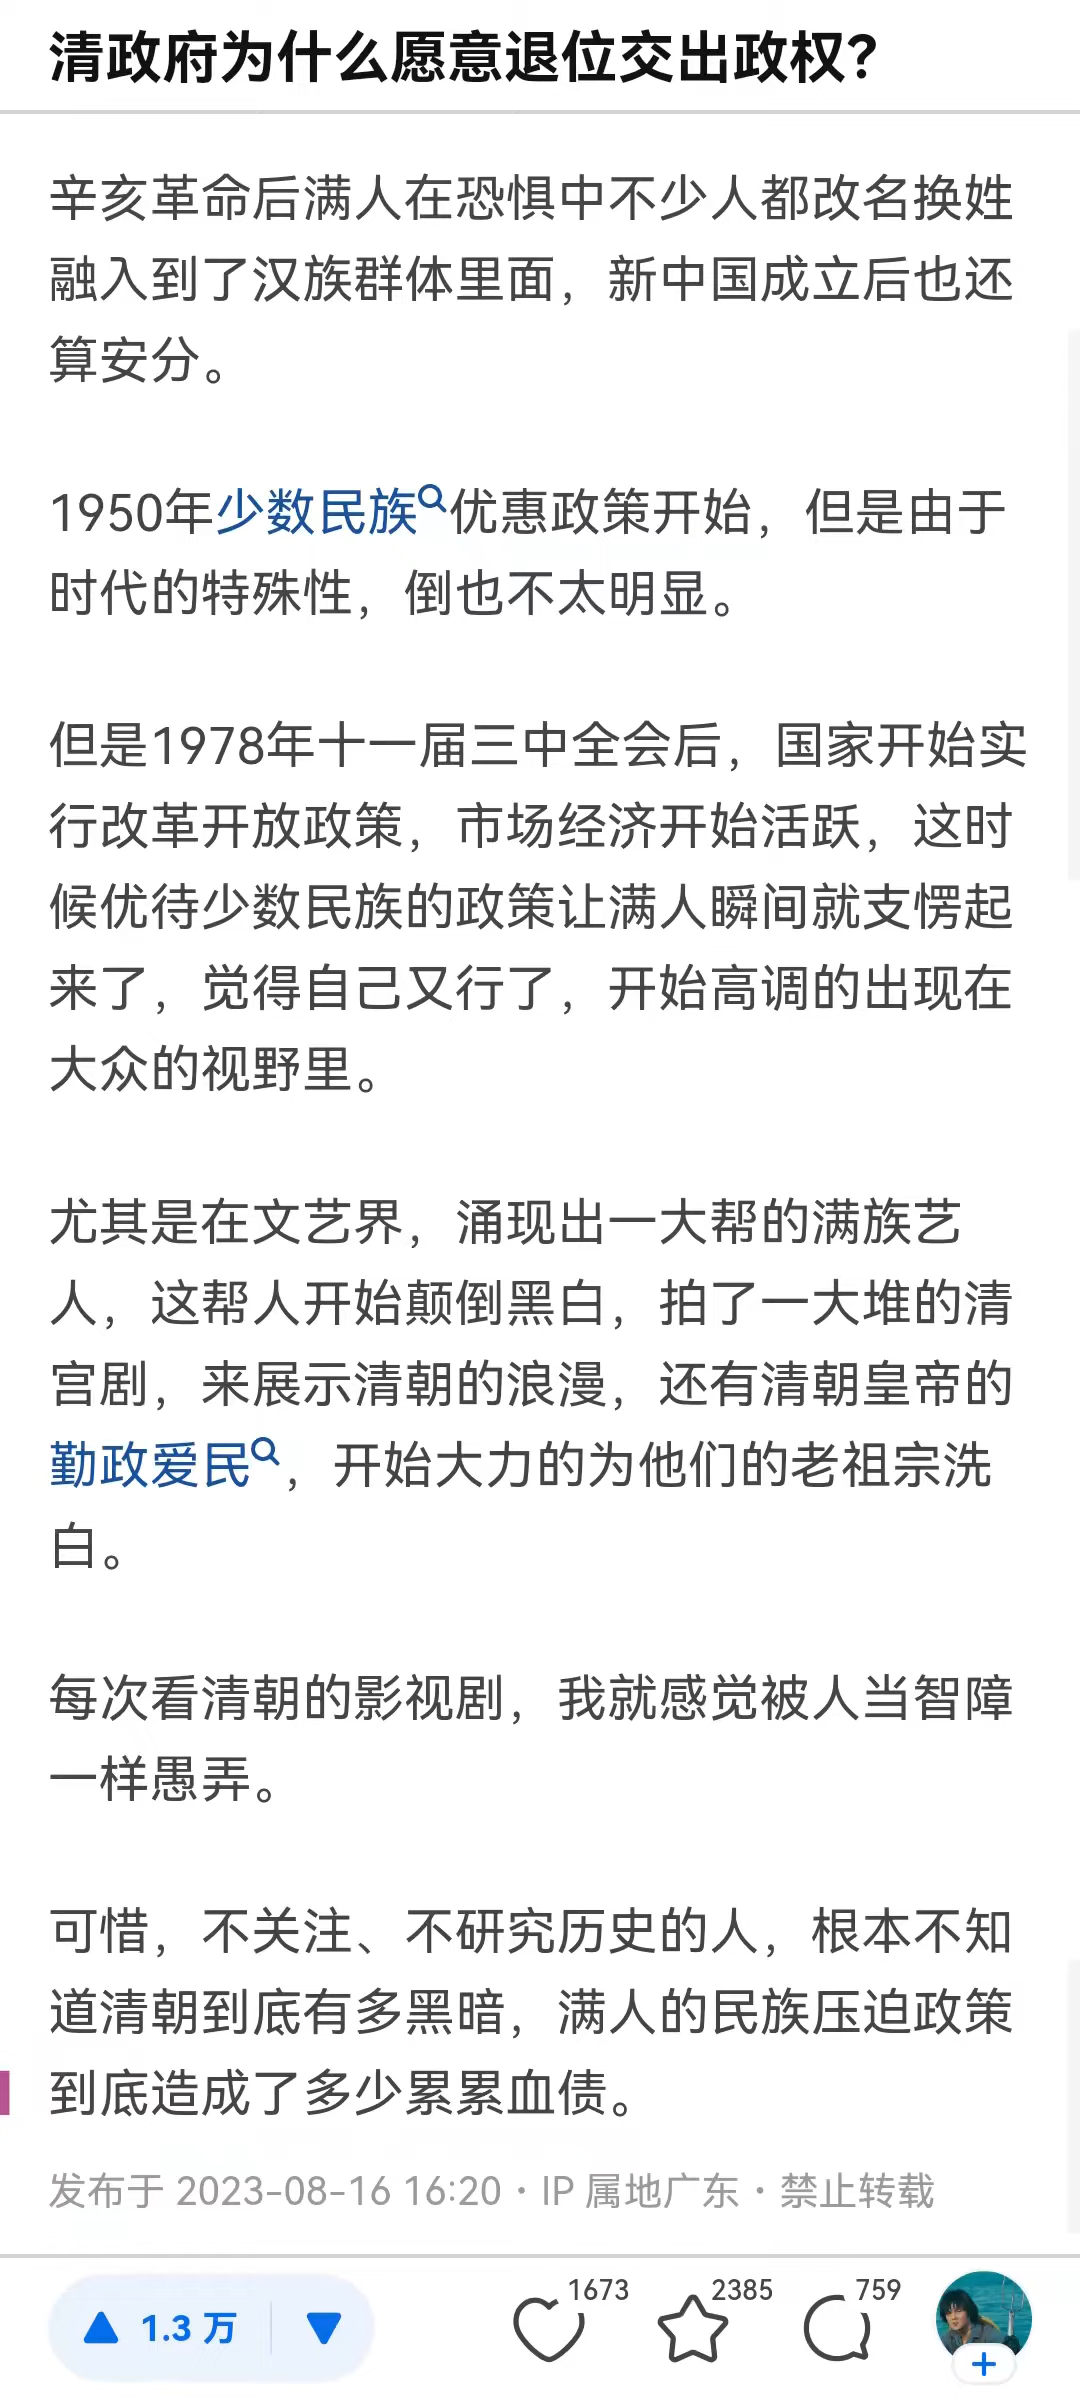 清政府为什么愿意退位交出政权?
辛亥革命后满人在恐惧中不少人都改名换姓
融入到了汉族群体里面，新中国成立后也还
算安分。
1950年少数民族优惠政策开始，但是由于
时代的特殊性，倒也不太明显。
但是1978年十一届三中全会后，国家开始实
行改革开放政策，市场经济开始活跃，这时
候优待少数民族的政策让满人瞬间就支愣起
来了，觉得自己又行了，开始高调的出现在
大众的视野里。
尤其是在文艺界，涌现出一大帮的满族艺
人，这帮人开始颠倒黑白，拍了一大堆的清
宫剧，来展示清朝的浪漫，还有清朝皇帝的
勤政爱民，开始大力的为他们的老祖宗洗
白。
每次看清朝的影视剧，我就感觉被人当智障
一样愚弄。
可惜，不关注、不研究历史的人，根本不知
道清朝到底有多黑暗，满人的民族压迫政策
到底造成了多少累累血债。
发布于 2023-08-16 16:20 · IP 属地广东 · 禁止转载
1.3 万 1673 2385 759